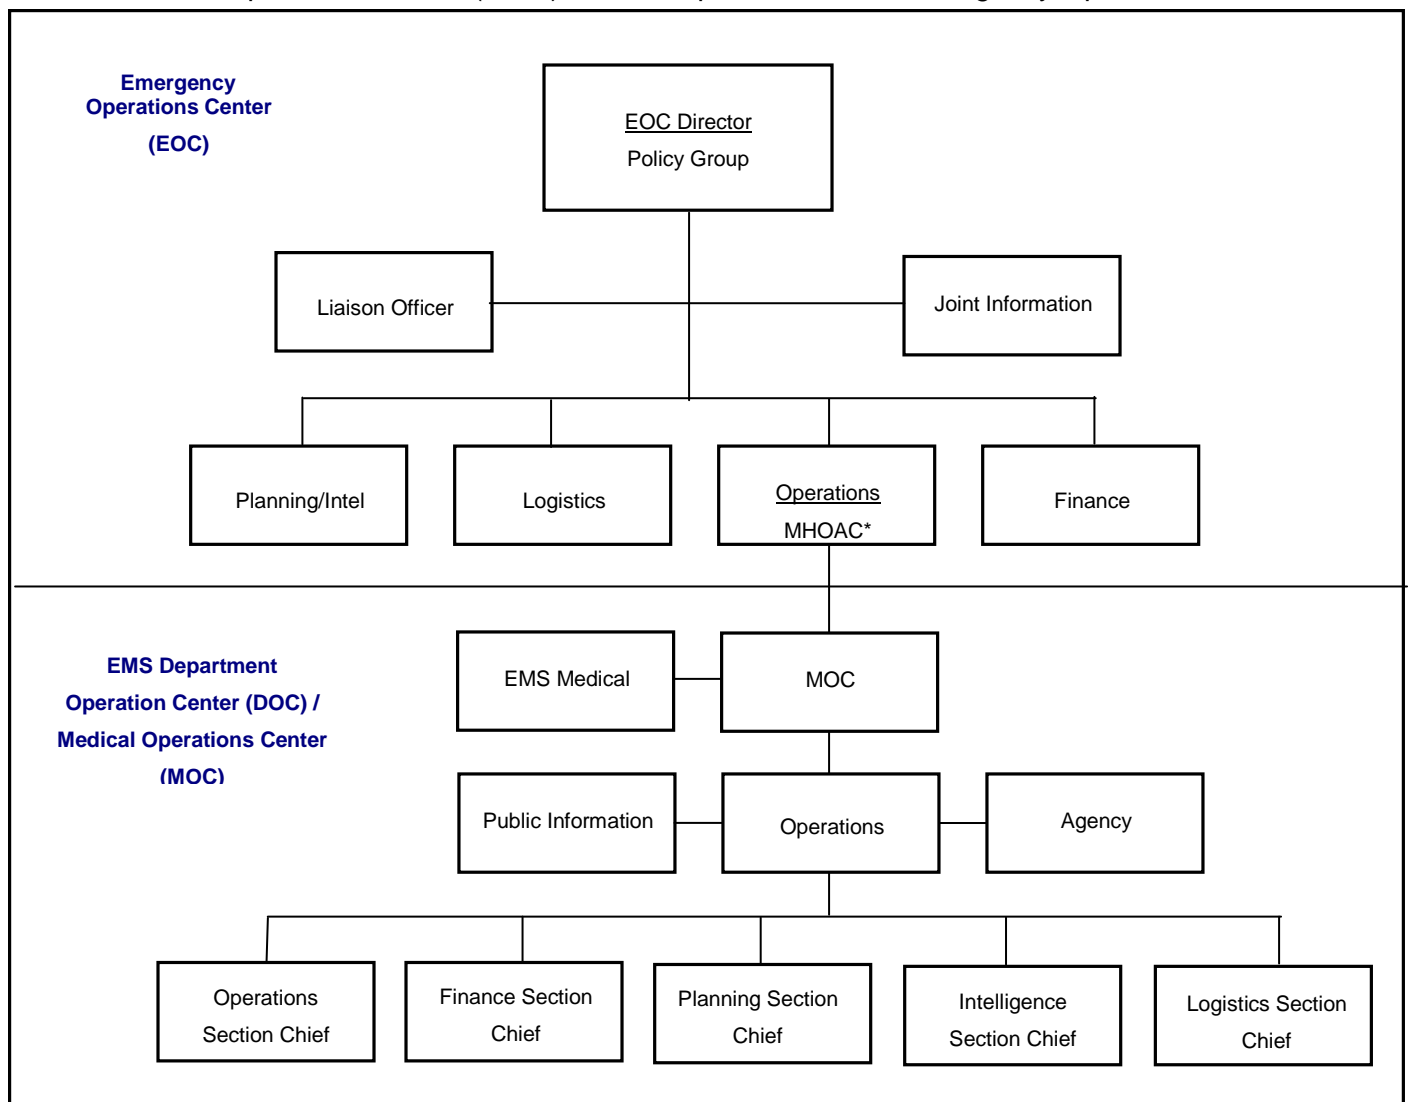 Emergency
Operations Center
(EOC)
EOC Director
Policy Group
Liaison Officer
Joint Information
Planning/Intel
Logistics
Operations
MHOAC*
Finance
EMS Department
Operation Center (DOC) /
Medical Operations Center
(MOC)
EMS Medical
MOC
Public Information
Operations
Agency
Operations
Section Chief
Finance Section
Chief
Planning Section
Chief
Intelligence
Section Chief
Logistics Section
Chief